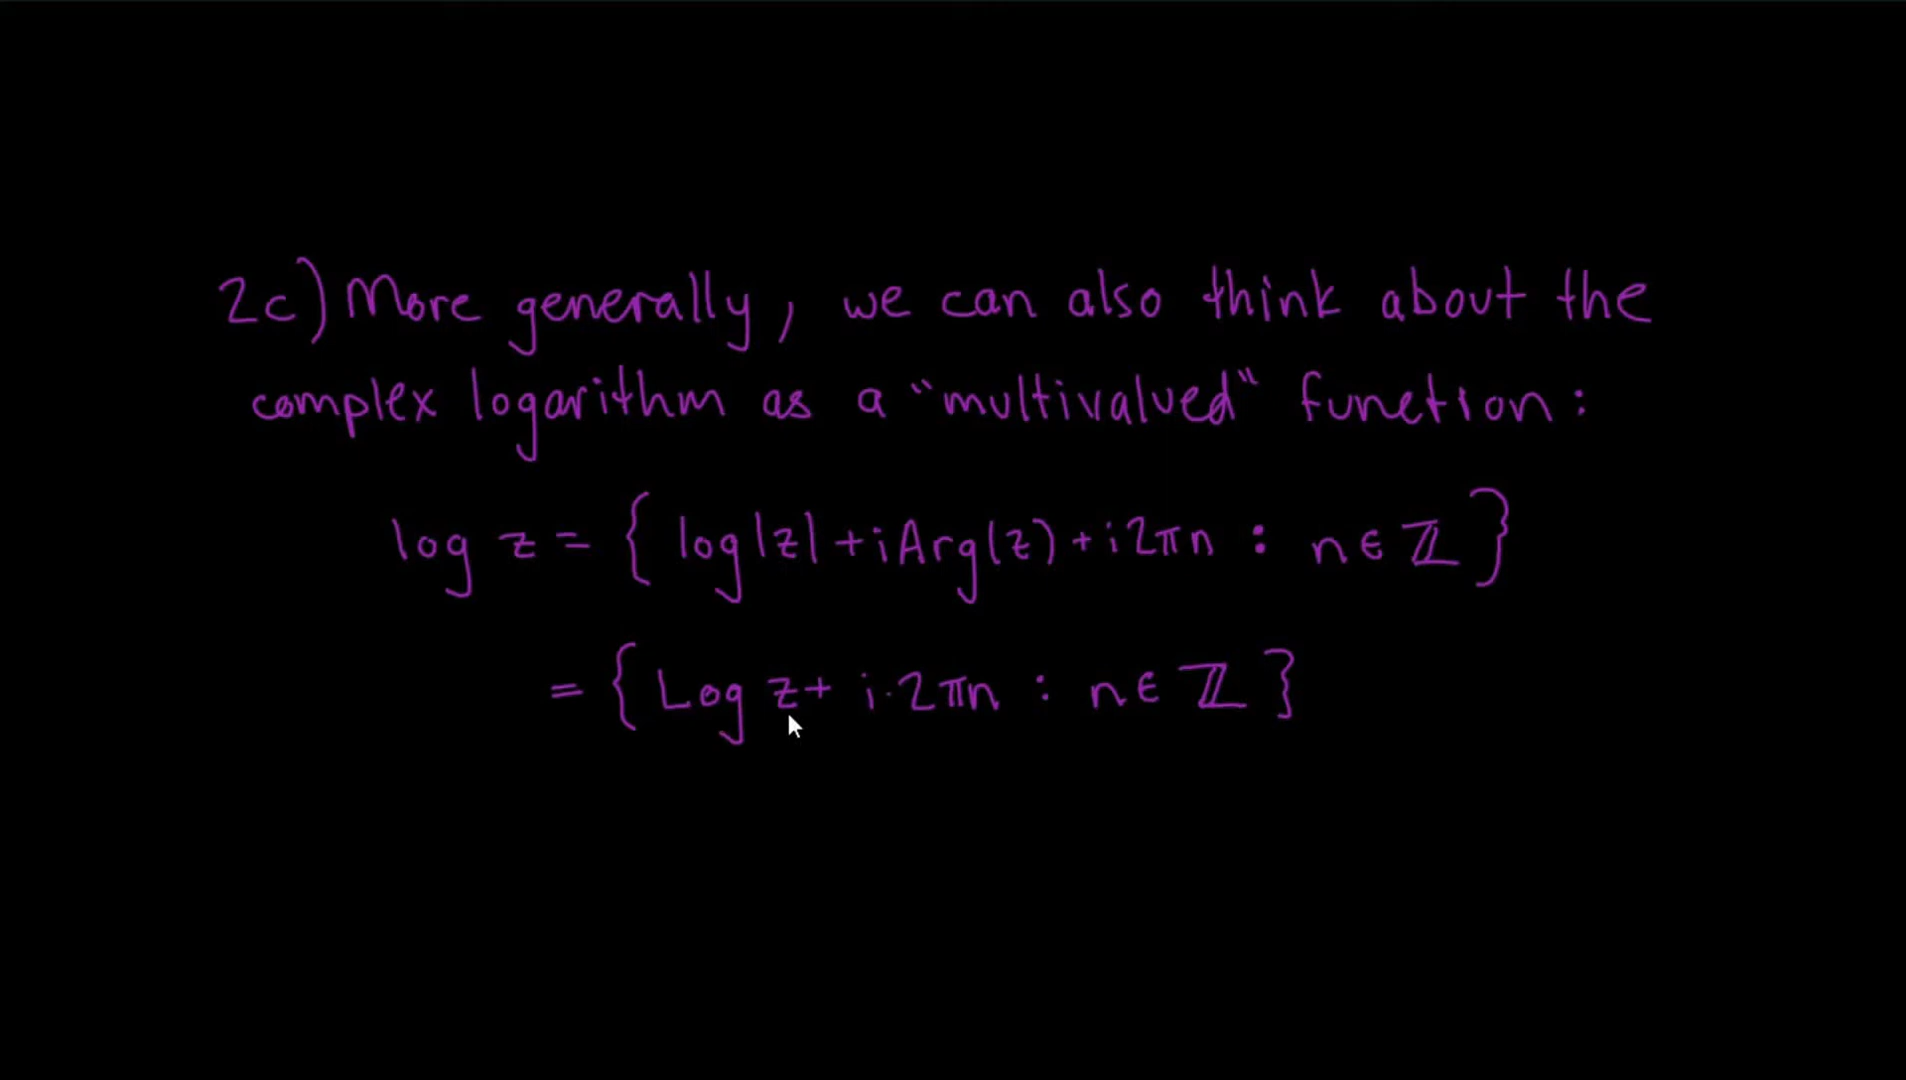 2c) More generally, we can also think about the
complex logarithm as a "multivalued" function:
log z = { log|z| + i Arg(z) + i2πn : n ∈ ℤ }
= { Log z + i·2πn : n ∈ ℤ }